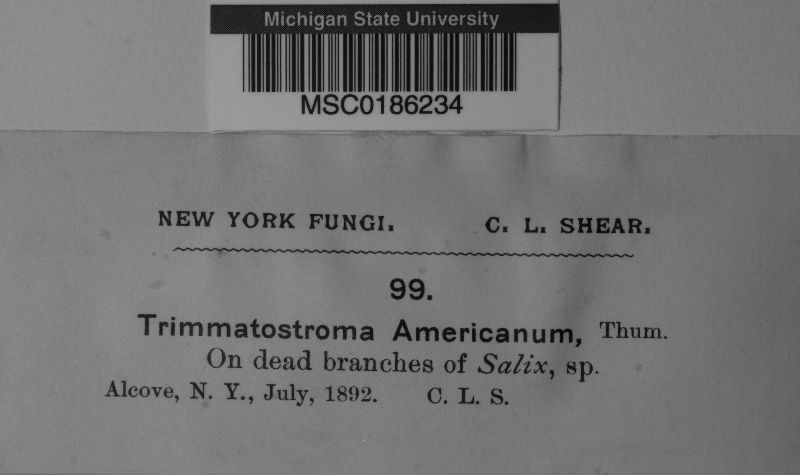 Michigan State University
MSC0186234
NEW YORK FUNGI. C. L. SHEAR.
99.
Trimmatostroma Americanum, Thum.
On dead branches of Salix, sp.
Alcove, N. Y., July, 1892. C. L. S.